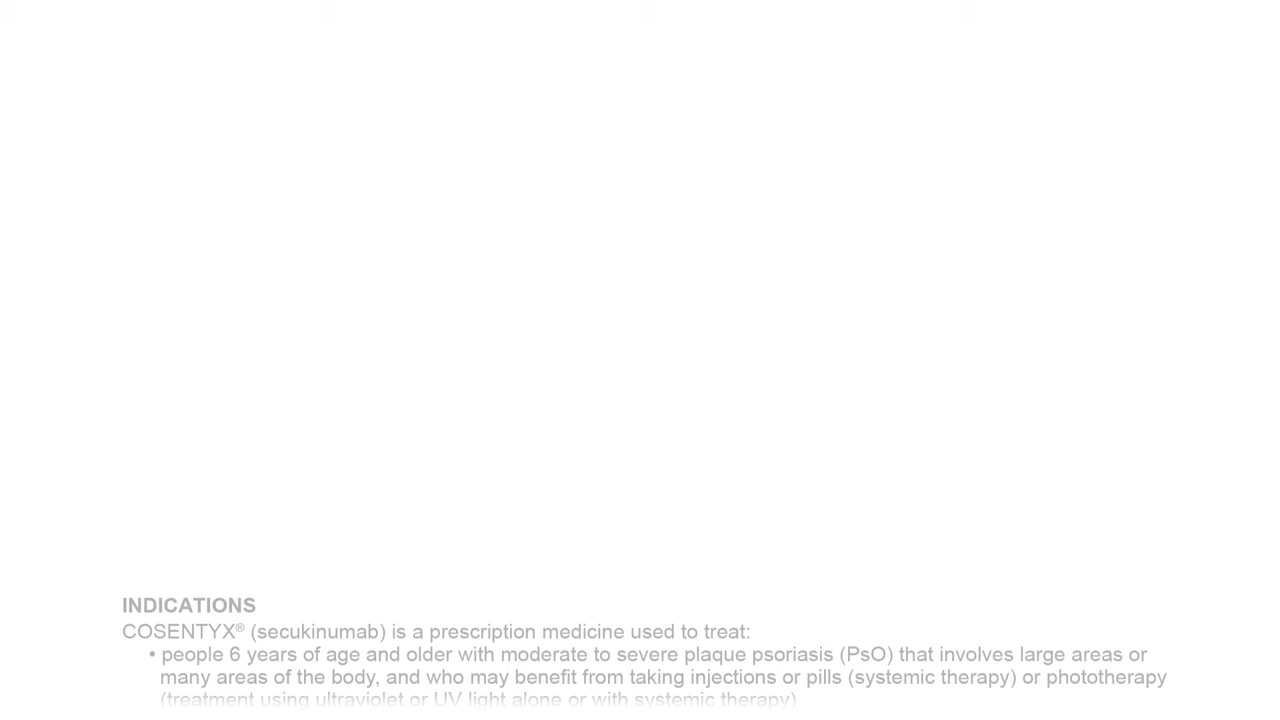 INDICATIONS
COSENTYX® (secukinumab) is a prescription medicine used to treat:
• people 6 years of age and older with moderate to severe plaque psoriasis (PsO) that involves large areas or
many areas of the body, and who may benefit from taking injections or pills (systemic therapy) or phototherapy
(treatment using ultraviolet or UV light alone or with systemic therapy)